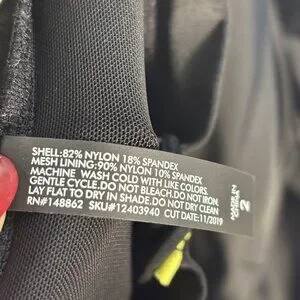 SHELL:82% NYLON 18% SPANDEX
MESH LINING:90% NYLON 10% SPANDEX
MACHINE WASH COLD WITH LIKE COLORS.
GENTLE CYCLE.DO NOT BLEACH.DO NOT IRON.
LAY FLAT TO DRY IN SHADE.DO NOT DRY CLEAN
RN#148862 SKU#12403940 CUT DATE:11/2019
MADE IN
2